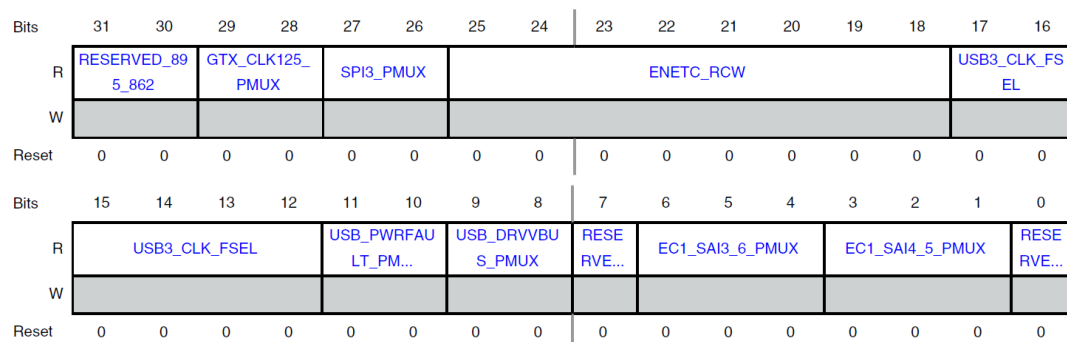 Bits 31 30 29 28 27 26 25 24 23 22 21 20 19 18 17 16
R RESERVED_89 GTX_CLK125_ SPI3_PMUX ENETC_RCW USB3_CLK_FS
5_862 PMUX EL
W
Reset 0 0 0 0 0 0 0 0 0 0 0 0 0 0 0 0
Bits 15 14 13 12 11 10 9 8 7 6 5 4 3 2 1 0
R USB3_CLK_FSEL USB_PWRFAU USB_DRVVBU RESE EC1_SAI3_6_PMUX EC1_SAI4_5_PMUX RESE
LT_PM... S_PMUX RVE... RVE...
W
Reset 0 0 0 0 0 0 0 0 0 0 0 0 0 0 0 0